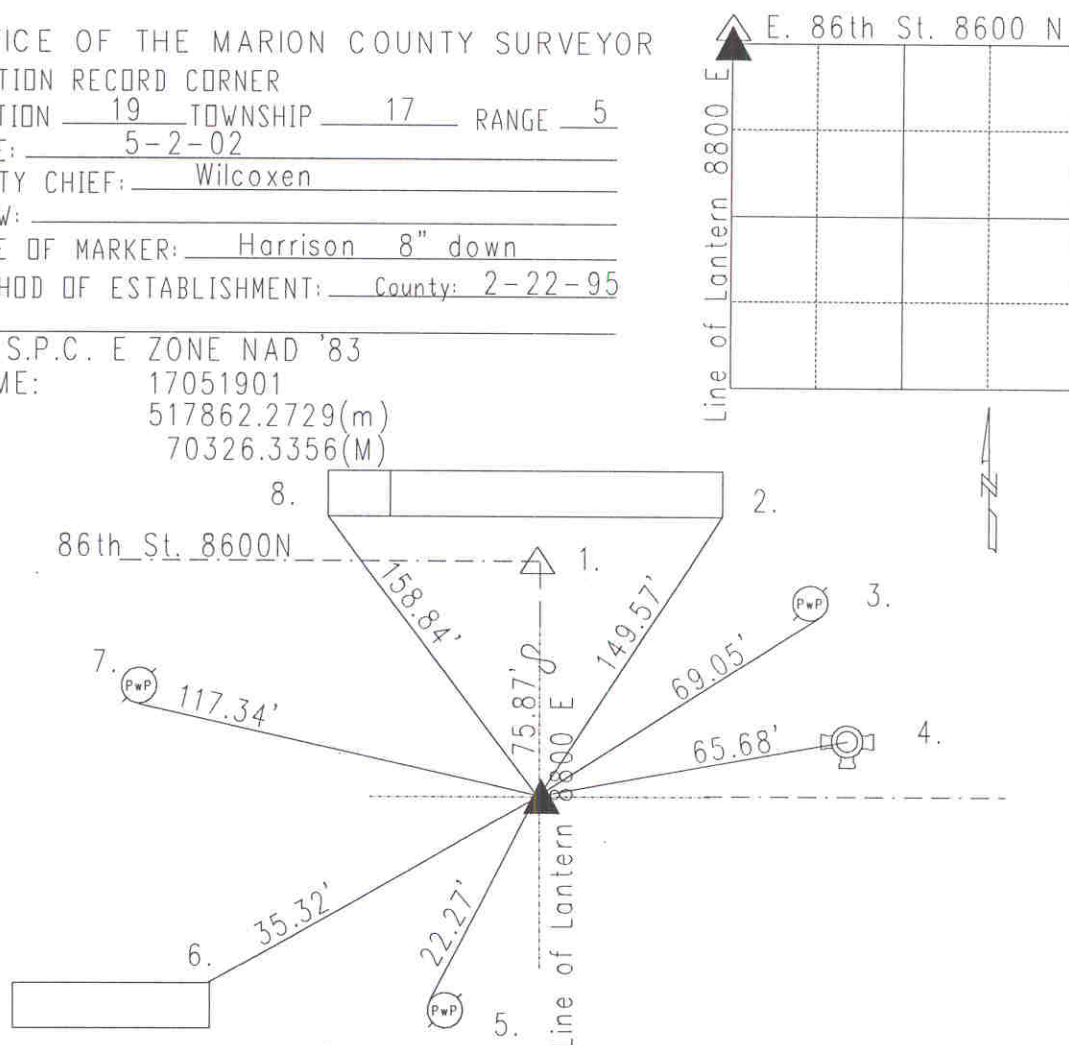 ICE OF THE MARION COUNTY SURVEYOR
TION RECORD CORNER
TION 19 TOWNSHIP 17 RANGE 5
E: 5-2-02
TY CHIEF: Wilcoxen
W:
E OF MARKER: Harrison 8" down
HOD OF ESTABLISHMENT: County: 2-22-95
S.P.C. E ZONE NAD '83
ME: 17051901
517862.2729(m)
70326.3356(M)
E. 86th St. 8600 N
Line of Lantern 8800 E
N
8.
2.
86th St. 8600N
1.
158.84'
149.57'
75.87'
PwP
3.
69.05'
7.
PwP
117.34'
65.68'
4.
Line of Lantern 8800 E
35.32'
22.27'
6.
PwP
5.